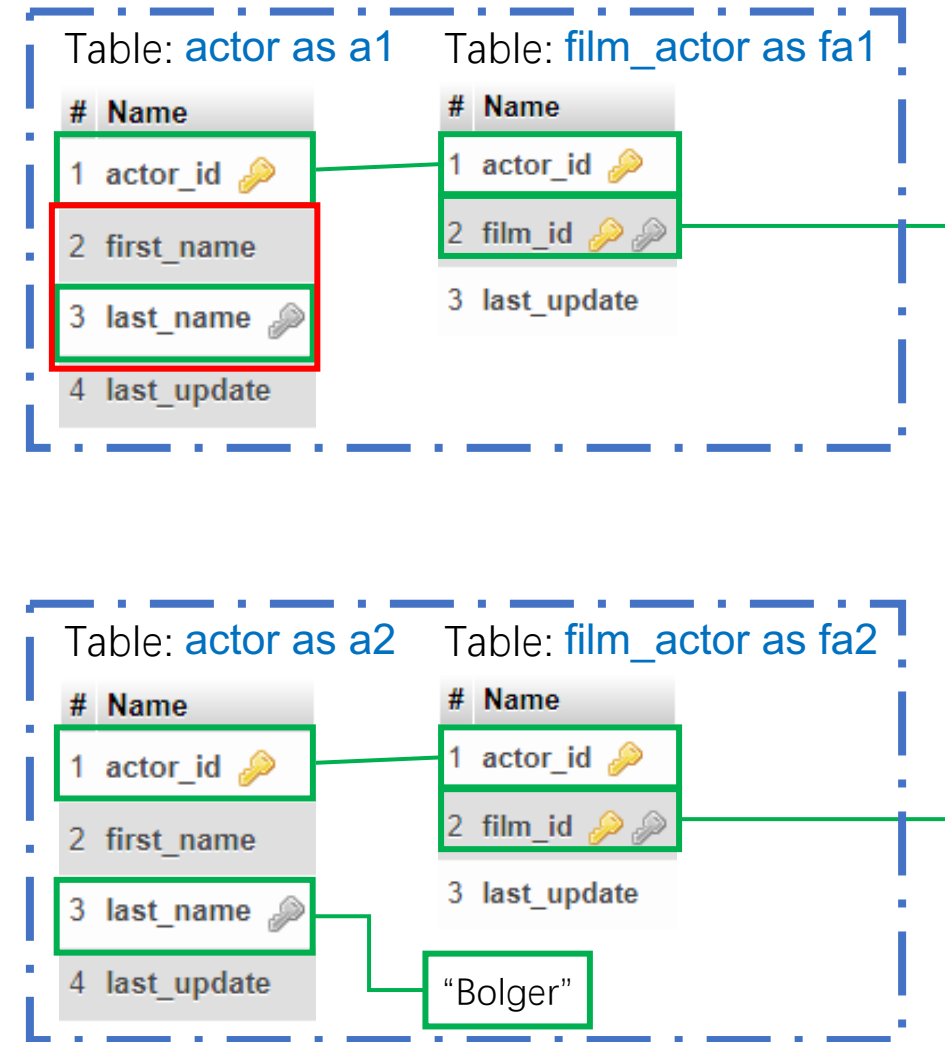 Table: actor as a1 Table: film_actor as fa1
# Name # Name
1 actor_id 1 actor_id
2 first_name 2 film_id
3 last_name 3 last_update
4 last_update
Table: actor as a2 Table: film_actor as fa2
# Name # Name
1 actor_id 1 actor_id
2 first_name 2 film_id
3 last_name 3 last_update
4 last_update “Bolger”